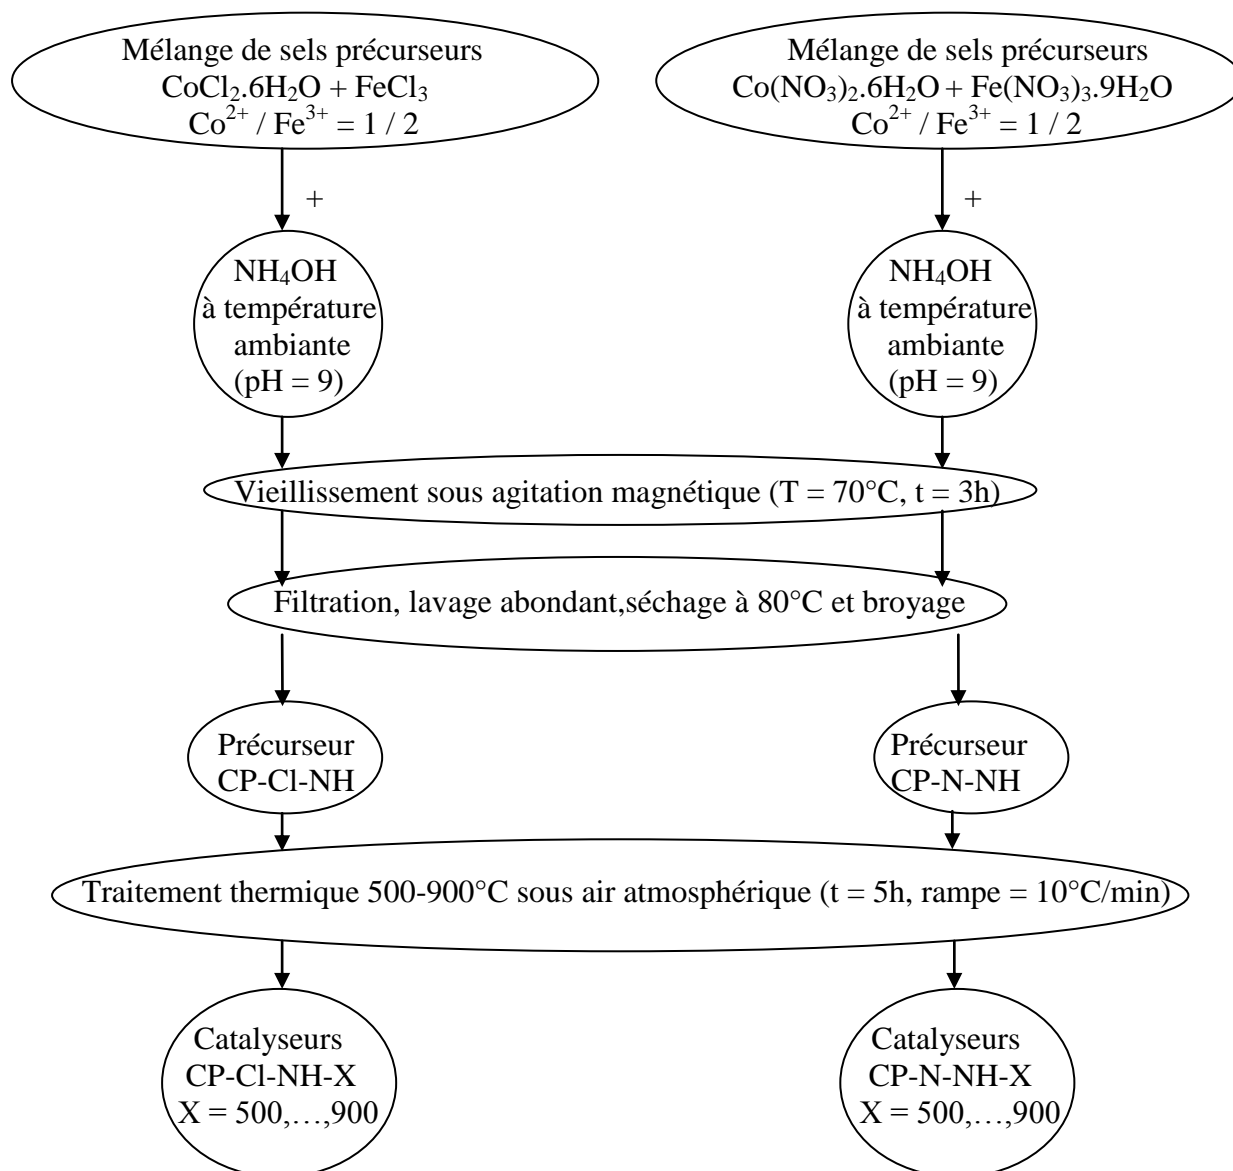 Mélange de sels précurseurs
CoCl₂.6H₂O + FeCl₃
Co²⁺ / Fe³⁺ = 1 / 2
Mélange de sels précurseurs
Co(NO₃)₂.6H₂O + Fe(NO₃)₃.9H₂O
Co²⁺ / Fe³⁺ = 1 / 2
+
+
NH₄OH
à température
ambiante
(pH = 9)
NH₄OH
à température
ambiante
(pH = 9)
Vieillissement sous agitation magnétique (T = 70°C, t = 3h)
Filtration, lavage abondant,séchage à 80°C et broyage
Précurseur
CP-Cl-NH
Précurseur
CP-N-NH
Traitement thermique 500-900°C sous air atmosphérique (t = 5h, rampe = 10°C/min)
Catalyseurs
CP-Cl-NH-X
X = 500,…,900
Catalyseurs
CP-N-NH-X
X = 500,…,900